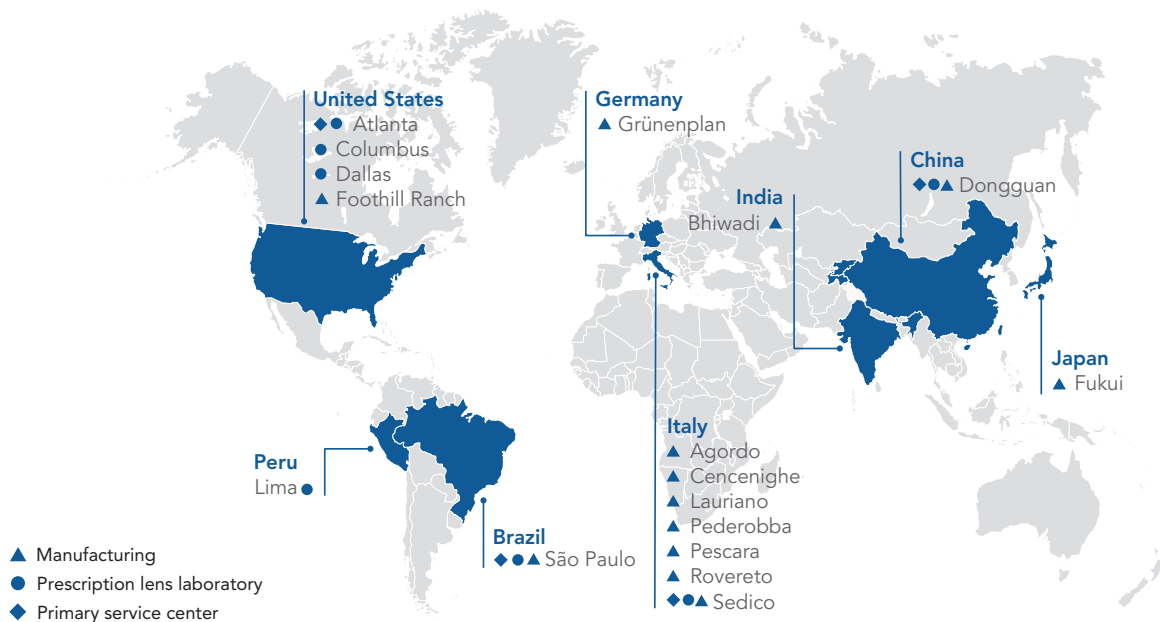 United States
Atlanta
Columbus
Dallas
Foothill Ranch
Germany
Grünenplan
India
Bhiwadi
China
Dongguan
Japan
Fukui
Italy
Agordo
Cencenighe
Lauriano
Pederobba
Pescara
Rovereto
Sedico
Peru
Lima
Brazil
São Paulo
Manufacturing
Prescription lens laboratory
Primary service center